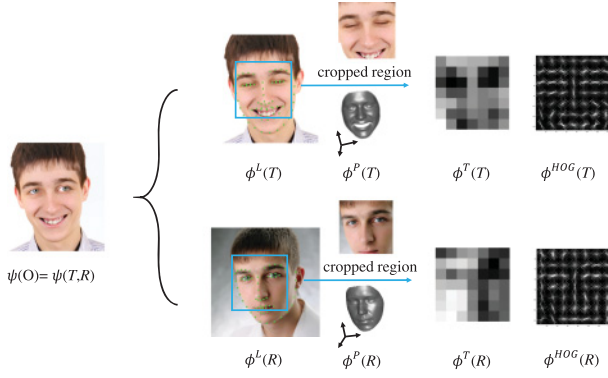 cropped region
ϕ^L(T) ϕ^P(T) ϕ^T(T) ϕ^HOG(T)
ψ(O)= ψ(T,R)
cropped region
ϕ^L(R) ϕ^P(R) ϕ^T(R) ϕ^HOG(R)